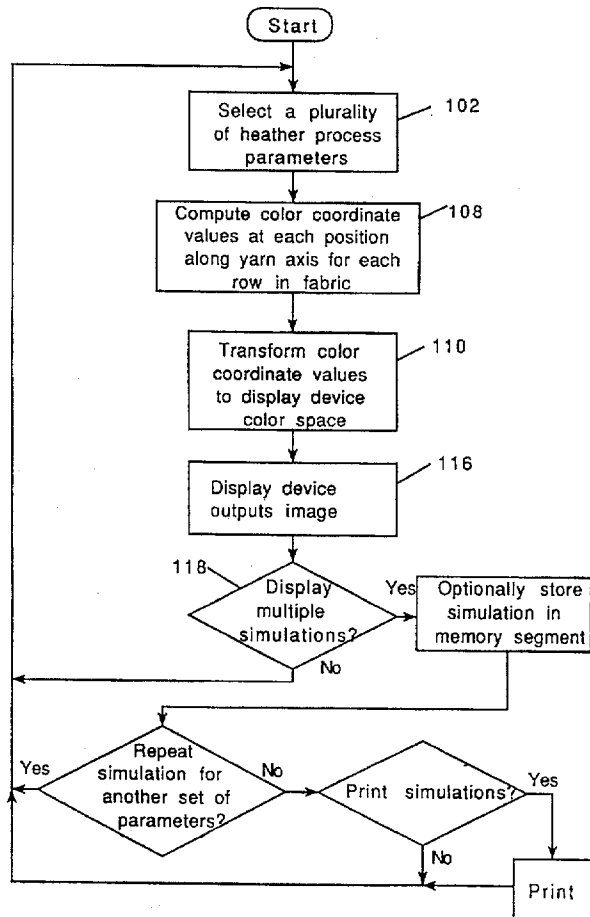 Start
Select a plurality
of heather process
parameters
102
Compute color coordinate
values at each position
along yarn axis for each
row in fabric
108
Transform color
coordinate values
to display device
color space
110
Display device
outputs image
116
118
Display
multiple
simulations?
Yes
No
Optionally store
simulation in
memory segment
Repeat
simulation for
another set of
parameters?
Yes
No
Print simulations?
Yes
No
Print